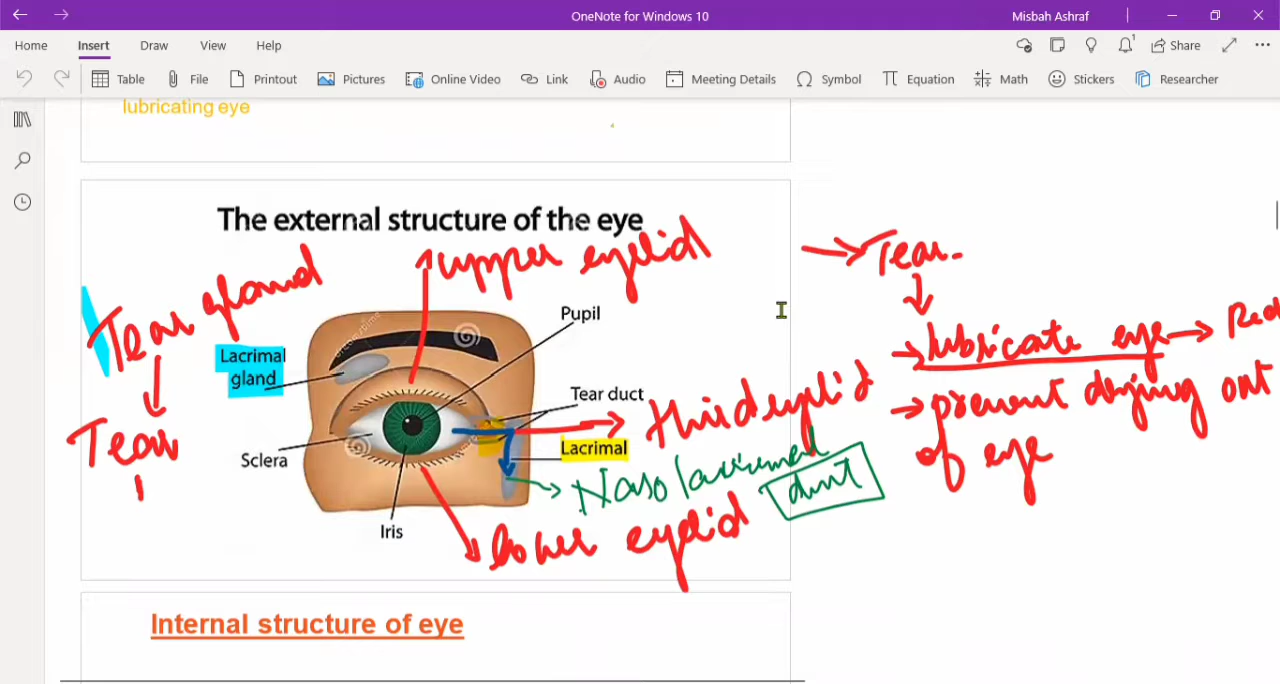 OneNote for Windows 10
Misbah Ashraf
Home Insert Draw View Help
1
Share
Table File Printout Pictures Online Video Link Audio Meeting Details Symbol Equation Math Stickers Researcher
lubricating eye
The external structure of the eye
upper eyelid
Tear gland
Tear
Pupil
Lacrimal
gland
Tear duct
third eyelid
Sclera
Lacrimal
Naso lacrimal
duct
Iris
lower eyelid
Tear.
lubricate eye → Red
prevent drying out
of eye
Internal structure of eye